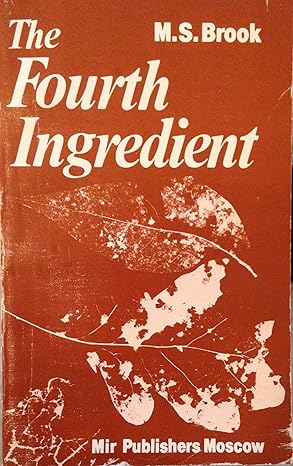 The
M.S.Brook
Fourth
Ingredient
Mir Publishers Moscow